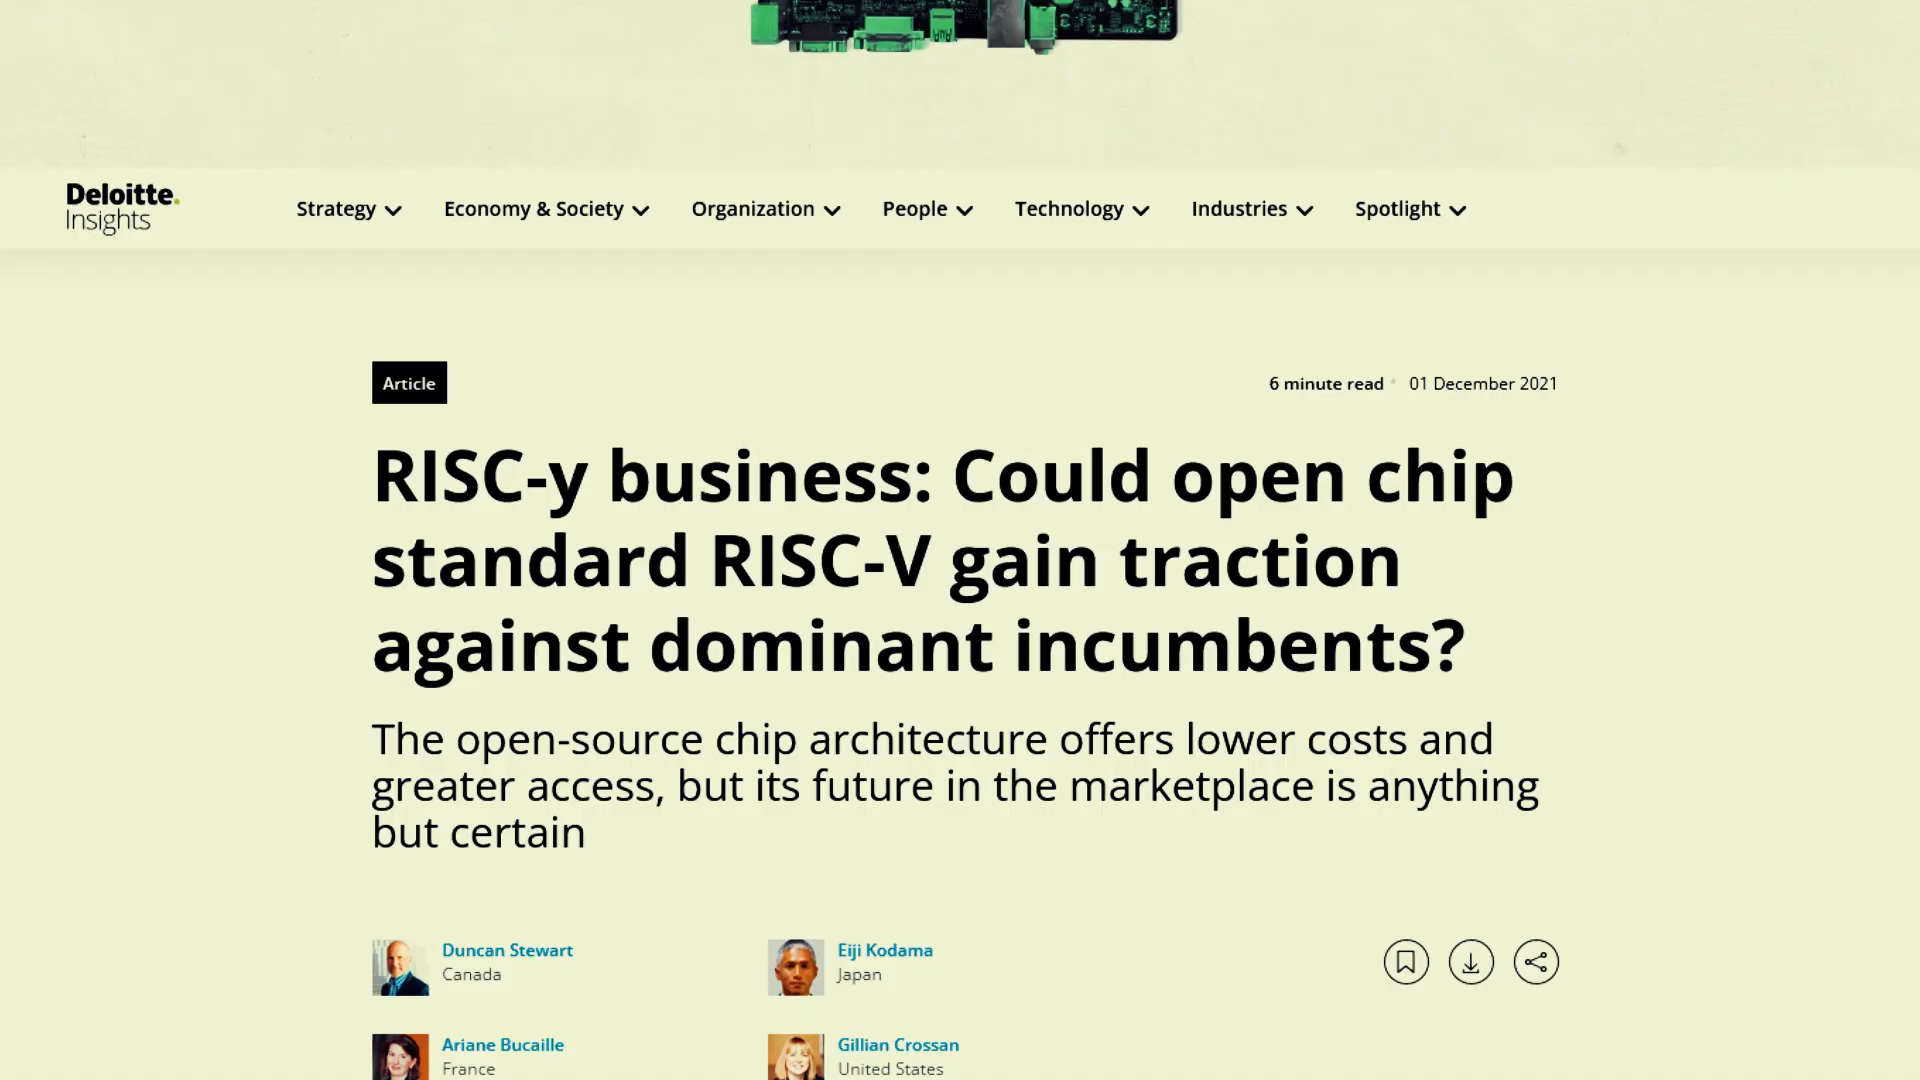 Deloitte.
Insights
Strategy
Economy & Society
Organization
People
Technology
Industries
Spotlight
Article
6 minute read
01 December 2021
RISC-y business: Could open chip
standard RISC-V gain traction
against dominant incumbents?
The open-source chip architecture offers lower costs and
greater access, but its future in the marketplace is anything
but certain
Duncan Stewart
Canada
Eiji Kodama
Japan
Ariane Bucaille
France
Gillian Crossan
United States